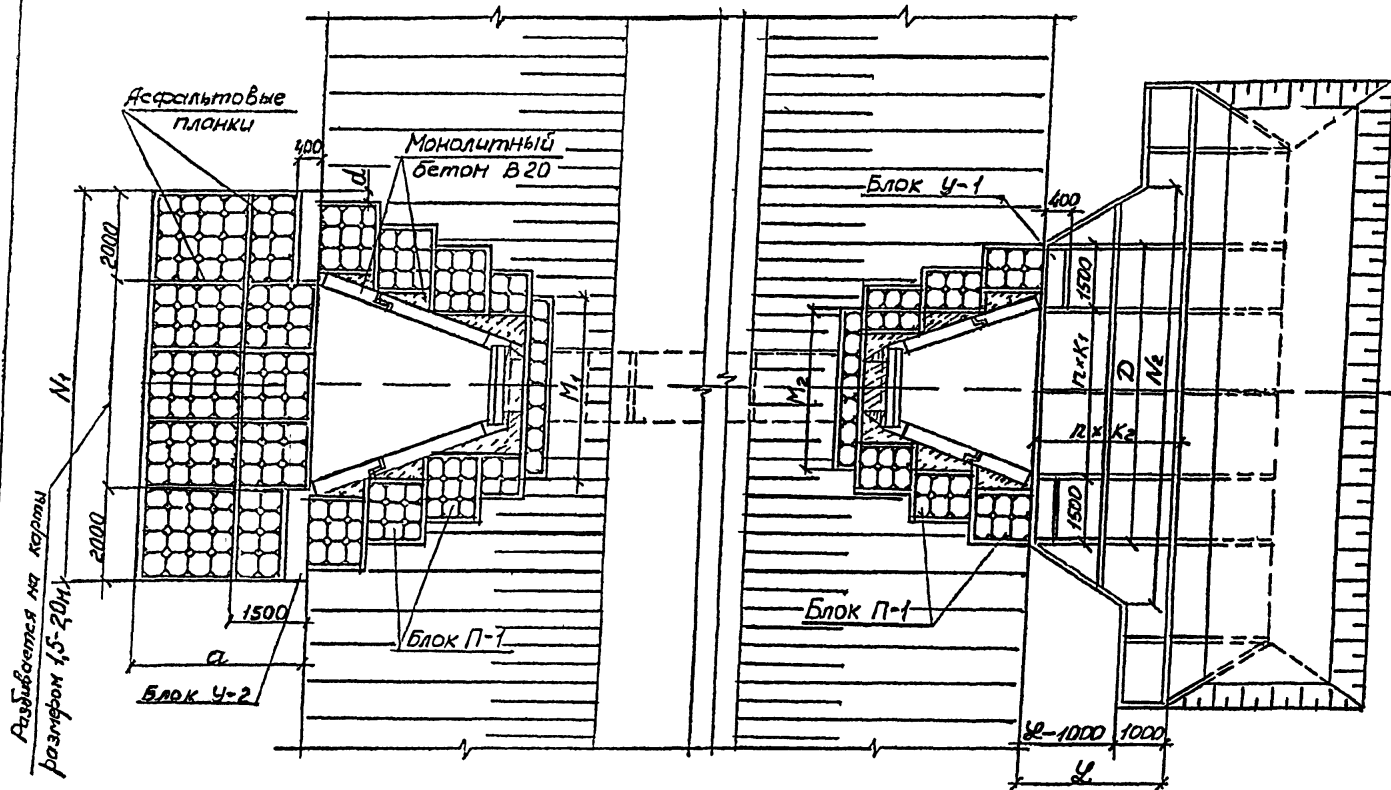 Асфальтовые
планки
400
Монолитный
бетон В20
d
Блок У-1
400
2000
1500
N1
M1
M2
n×K1
D
N2
n×K2
2000
1500
1500
Блок П-1
Блок П-1
a
Блок У-2
Разбивается на карты
размером 1,5-2,0м
ℒ-1000
1000
ℒ